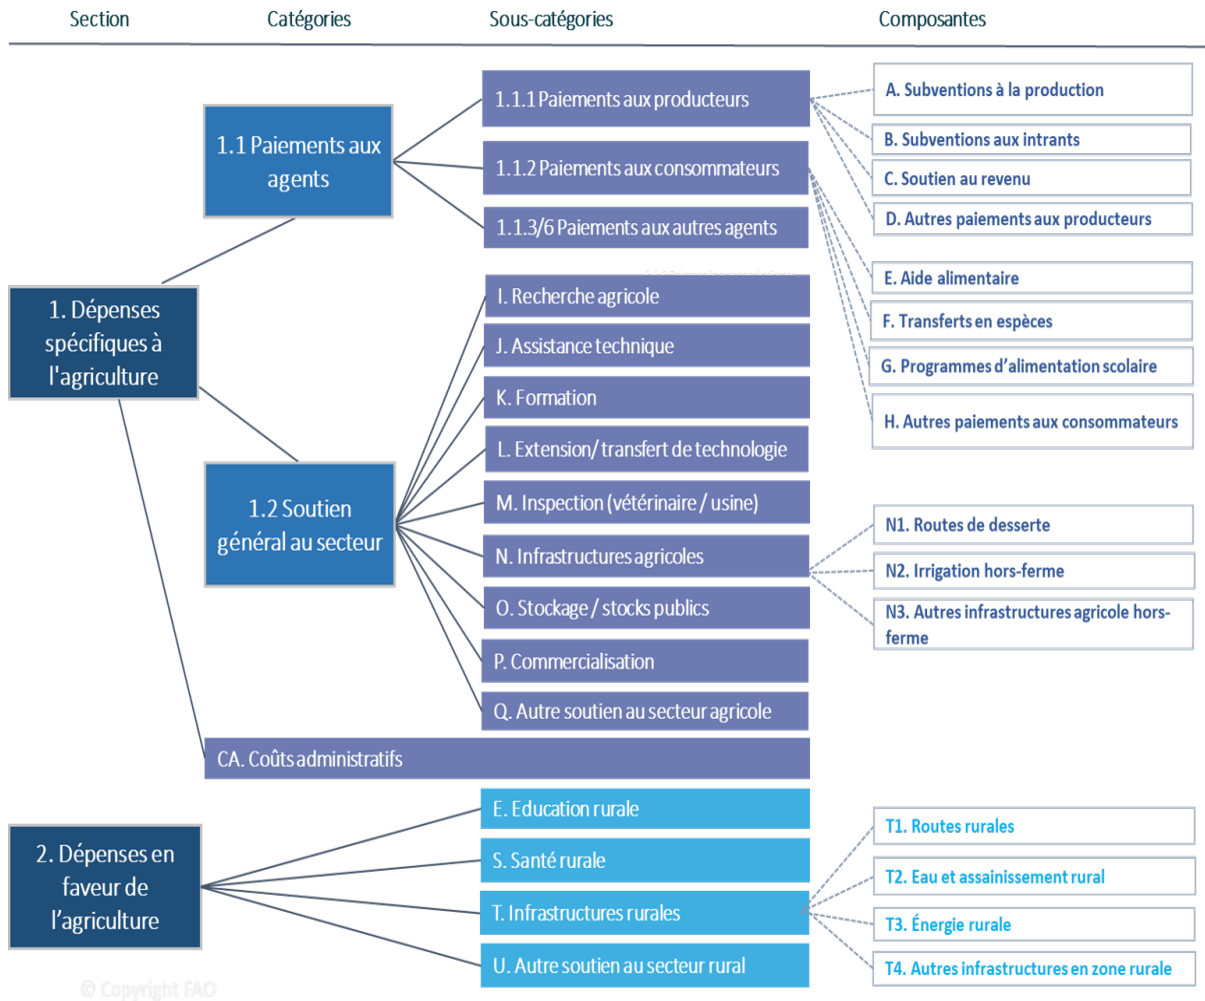 Section Catégories Sous-catégories Composantes
1.1 Paiements aux
agents
1.1.1 Paiements aux producteurs
1.1.2 Paiements aux consommateurs
1.1.3/6 Paiements aux autres agents
A. Subventions à la production
B. Subventions aux intrants
C. Soutien au revenu
D. Autres paiements aux producteurs
E. Aide alimentaire
F. Transferts en espèces
G. Programmes d’alimentation scolaire
H. Autres paiements aux consommateurs
1. Dépenses
spécifiques à
l'agriculture
1.2 Soutien
général au secteur
I. Recherche agricole
J. Assistance technique
K. Formation
L. Extension/ transfert de technologie
M. Inspection (vétérinaire / usine)
N. Infrastructures agricoles
O. Stockage / stocks publics
P. Commercialisation
Q. Autre soutien au secteur agricole
N1. Routes de desserte
N2. Irrigation hors-ferme
N3. Autres infrastructures agricole hors-
ferme
CA. Coûts administratifs
2. Dépenses en
faveur de
l’agriculture
E. Education rurale
S. Santé rurale
T. Infrastructures rurales
U. Autre soutien au secteur rural
T1. Routes rurales
T2. Eau et assainissement rural
T3. Énergie rurale
T4. Autres infrastructures en zone rurale
© Copyright FAO